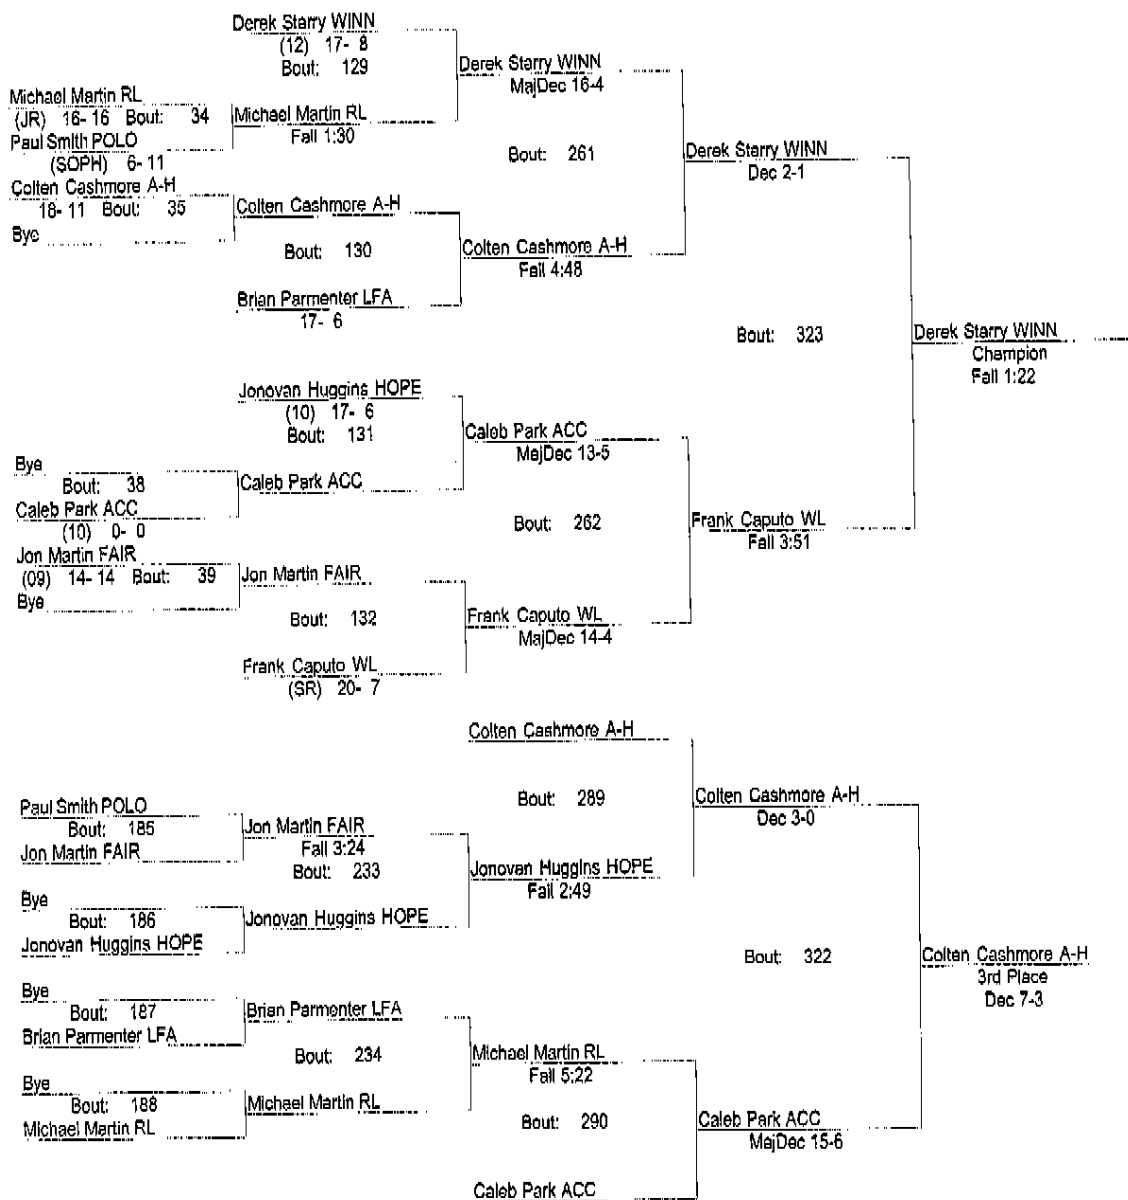 Derek Starry WINN
(12) 17- 8
Bout: 129
Derek Starry WINN
MajDec 16-4
Michael Martin RL
(JR) 16- 16 Bout: 34
Michael Martin RL
Fall 1:30
Paul Smith POLO
(SOPH) 6- 11
Bout: 261
Derek Starry WINN
Dec 2-1
Colten Cashmore A-H
18- 11 Bout: 35
Colten Cashmore A-H
Bye
Bout: 130
Colten Cashmore A-H
Fall 4:48
Brian Parmenter LFA
17- 6
Bout: 323
Derek Starry WINN
Champion
Fall 1:22
Jonovan Huggins HOPE
(10) 17- 6
Bout: 131
Caleb Park ACC
MajDec 13-5
Bye
Bout: 38
Caleb Park ACC
Caleb Park ACC
(10) 0- 0
Bout: 262
Frank Caputo WL
Fall 3:51
Jon Martin FAIR
(09) 14- 14 Bout: 39
Jon Martin FAIR
Bye
Bout: 132
Frank Caputo WL
MajDec 14-4
Frank Caputo WL
(SR) 20- 7
Colten Cashmore A-H
Bout: 289
Colten Cashmore A-H
Dec 3-0
Paul Smith POLO
Bout: 185
Jon Martin FAIR
Jon Martin FAIR
Fall 3:24
Bout: 233
Jonovan Huggins HOPE
Fall 2:49
Bye
Bout: 186
Jonovan Huggins HOPE
Jonovan Huggins HOPE
Bout: 322
Colten Cashmore A-H
3rd Place
Dec 7-3
Bye
Bout: 187
Brian Parmenter LFA
Brian Parmenter LFA
Bout: 234
Michael Martin RL
Fall 5:22
Bye
Bout: 188
Michael Martin RL
Michael Martin RL
Bout: 290
Caleb Park ACC
MajDec 15-6
Caleb Park ACC